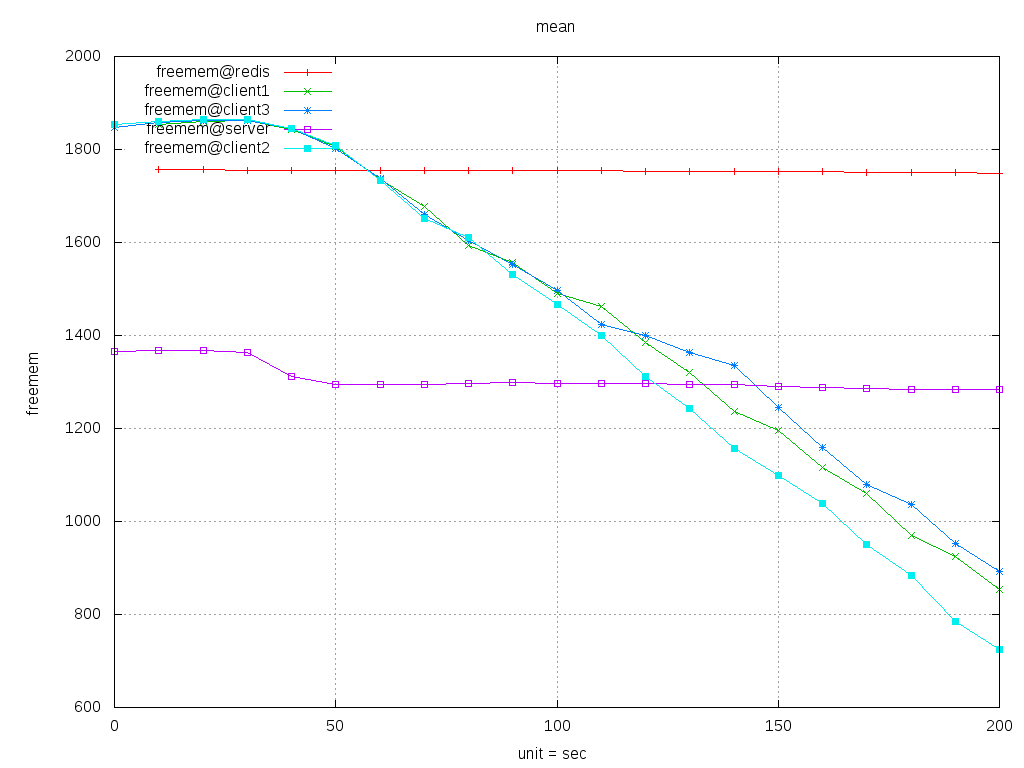 mean
2000
1800
1600
1400
1200
1000
800
600
freemem
freemem@redis
freemem@client1
freemem@client3
freemem@server
freemem@client2
0
50
100
150
200
unit = sec